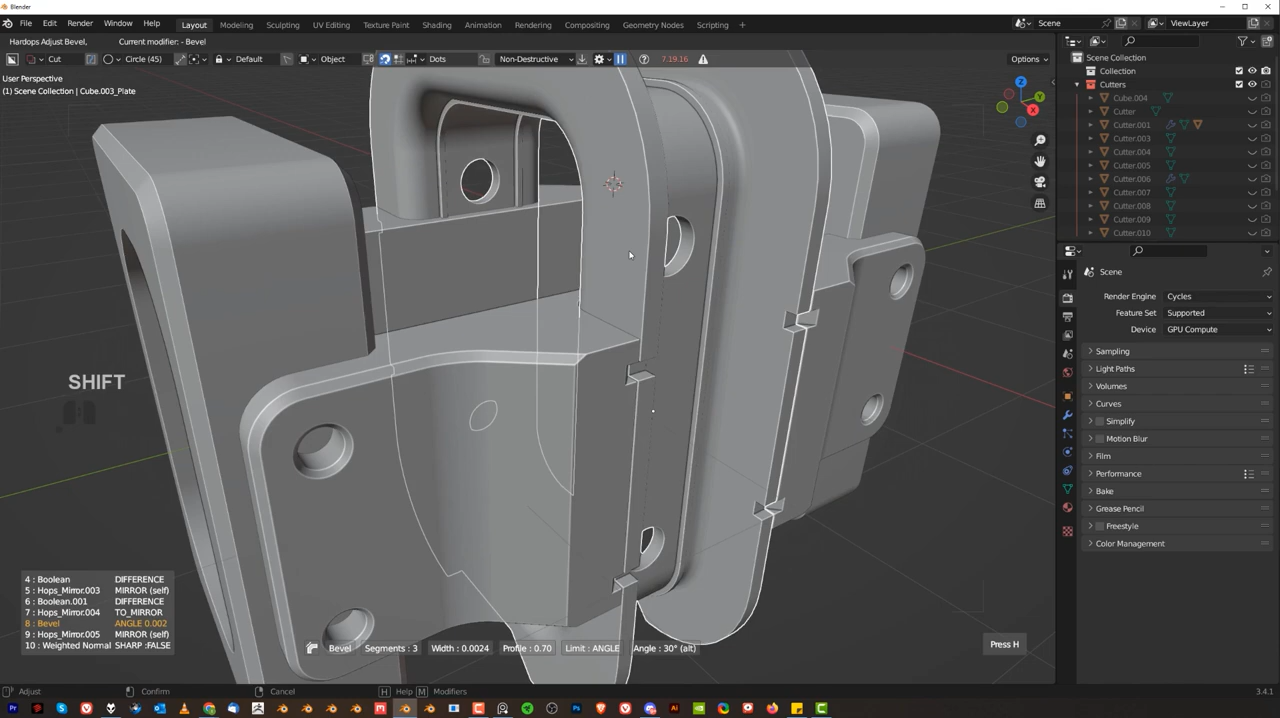 Blender
File Edit Window Render Help Layout Modeling Sculpting UV Editing Texture Paint Shading Animation Rendering Compositing Geometry Nodes Scripting + Scene ViewLayer
Hardops Adjust Bevel, Current modifier: - Bevel
Cut Circle (45) Default Object Dots Non-Destructive 7.19.16 Options
User Perspective
(1) Scene Collection | Cube.003_Plate
Scene Collection
Collection
Cutters
Cube.004
Cutter
Cutter.001
Cutter.003
Cutter.004
Cutter.005
Cutter.006
Cutter.007
Cutter.008
Cutter.009
Cutter.010
Z
Y
X
Scene
Render Engine Cycles
Feature Set Supported
Device GPU Compute
Sampling
Light Paths
Volumes
Curves
Simplify
Motion Blur
Film
Performance
Bake
Grease Pencil
Freestyle
Color Management
SHIFT
4 : Boolean DIFFERENCE
5 : Hops_Mirror.003 MIRROR (self)
6 : Boolean.001 DIFFERENCE
7 : Hops_Mirror.004 TO_MIRROR
8 : Bevel ANGLE 0.002
9 : Hops_Mirror.005 MIRROR (self)
10 : Weighted Normal SHARP :FALSE
Bevel Segments : 3 Width : 0.0024 Profile : 0.70 Limit : ANGLE Angle : 30° (alt)
Press H
Adjust Confirm Cancel H Help M Modifiers 3.4.1